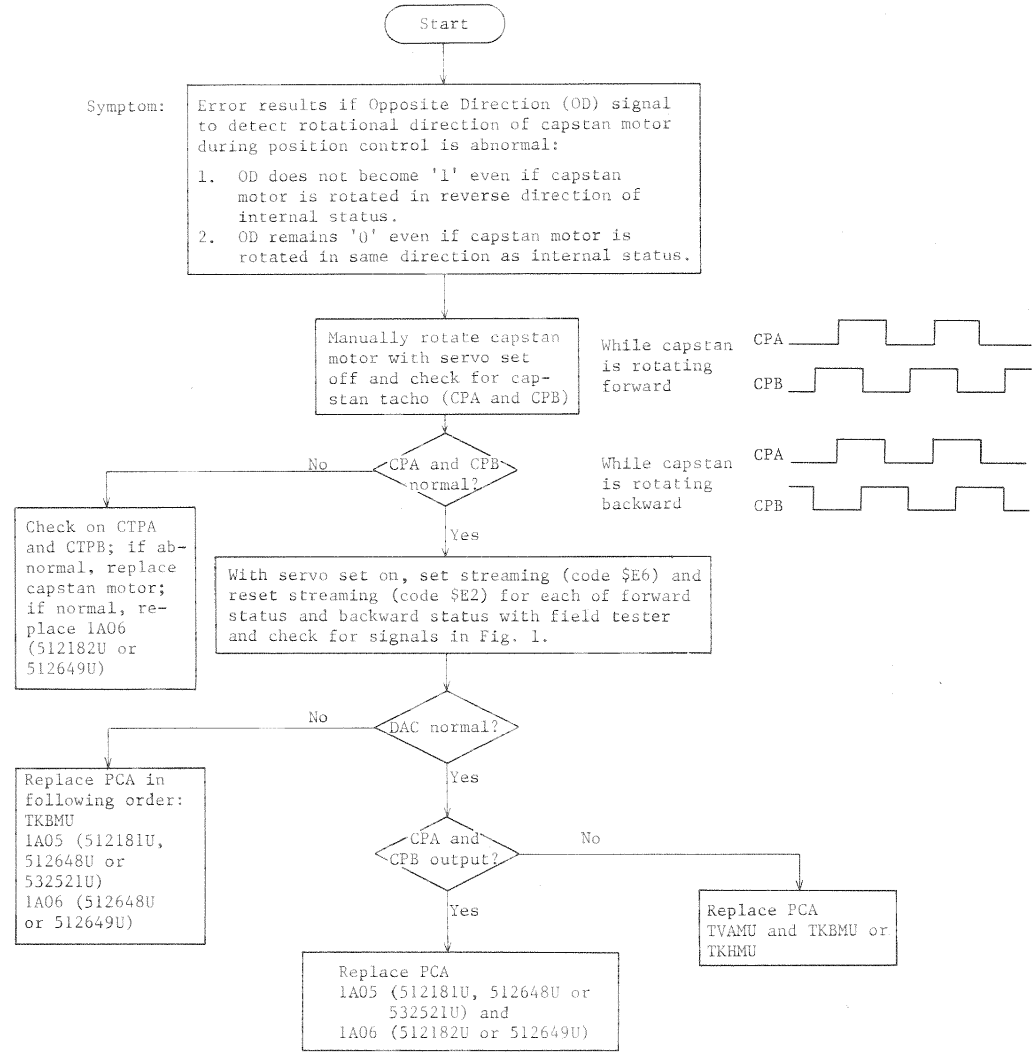 Start
Symptom:
Error results if Opposite Direction (OD) signal
to detect rotational direction of capstan motor
during position control is abnormal:
1. OD does not become '1' even if capstan
motor is rotated in reverse direction of
internal status.
2. OD remains '0' even if capstan motor is
rotated in same direction as internal status.
Manually rotate capstan
motor with servo set
off and check for cap-
stan tacho (CPA and CPB)
While capstan
is rotating
forward
CPA
CPB
While capstan
is rotating
backward
CPA
CPB
CPA and CPB
normal?
No
Yes
Check on CTPA
and CTPB; if ab-
normal, replace
capstan motor;
if normal, re-
place 1A06
(512182U or
512649U)
With servo set on, set streaming (code $E6) and
reset streaming (code $E2) for each of forward
status and backward status with field tester
and check for signals in Fig. 1.
DAC normal?
No
Yes
Replace PCA in
following order:
TKBMU
1A05 (512181U,
512648U or
532521U)
1A06 (512648U
or 512649U)
CPA and
CPB output?
No
Yes
Replace PCA
TVAMU and TKBMU or
TKHMU
Replace PCA
1A05 (512181U, 512648U or
532521U) and
1A06 (512182U or 512649U)